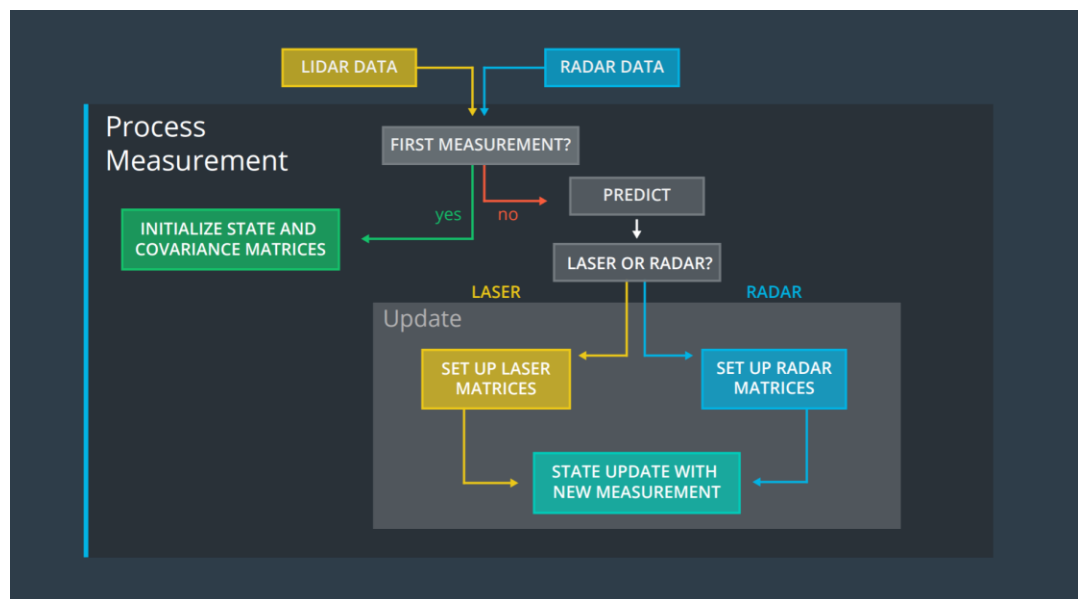 LIDAR DATA
RADAR DATA
Process
Measurement
FIRST MEASUREMENT?
yes
no
PREDICT
INITIALIZE STATE AND
COVARIANCE MATRICES
LASER OR RADAR?
LASER
RADAR
Update
SET UP LASER
MATRICES
SET UP RADAR
MATRICES
STATE UPDATE WITH
NEW MEASUREMENT